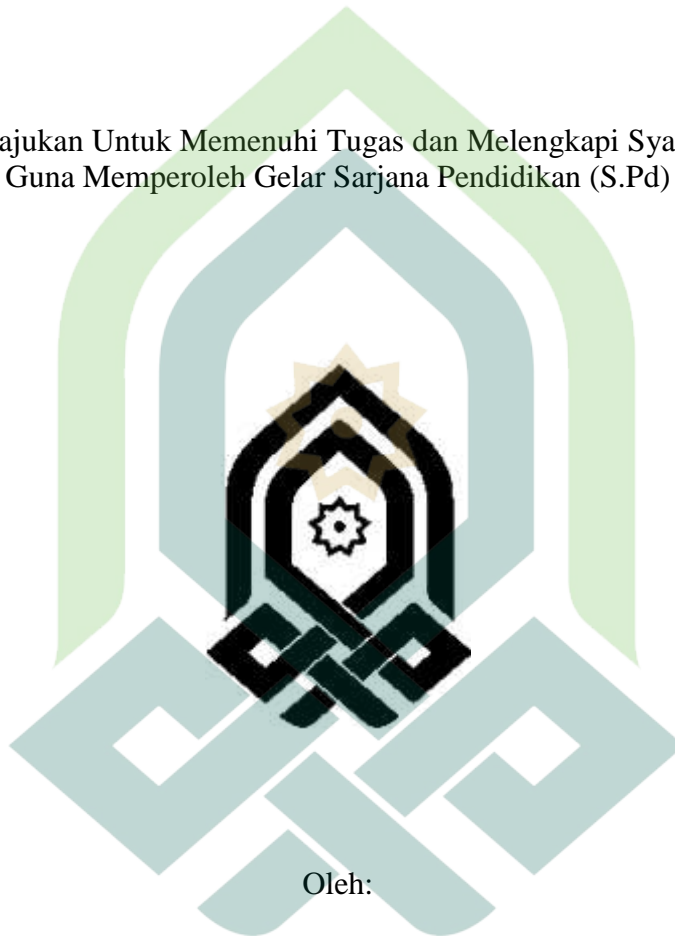 ajukan Untuk Memenuhi Tugas dan Melengkapi Sya
Guna Memperoleh Gelar Sarjana Pendidikan (S.Pd)
Oleh: